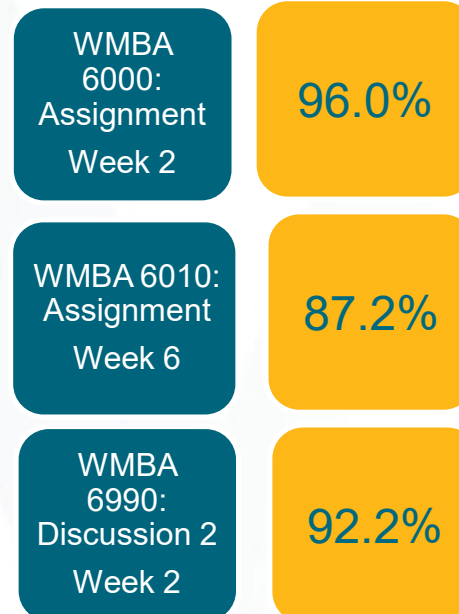 WMBA
6000:
Assignment
Week 2
96.0%
WMBA 6010:
Assignment
Week 6
87.2%
WMBA
6990:
Discussion 2
Week 2
92.2%